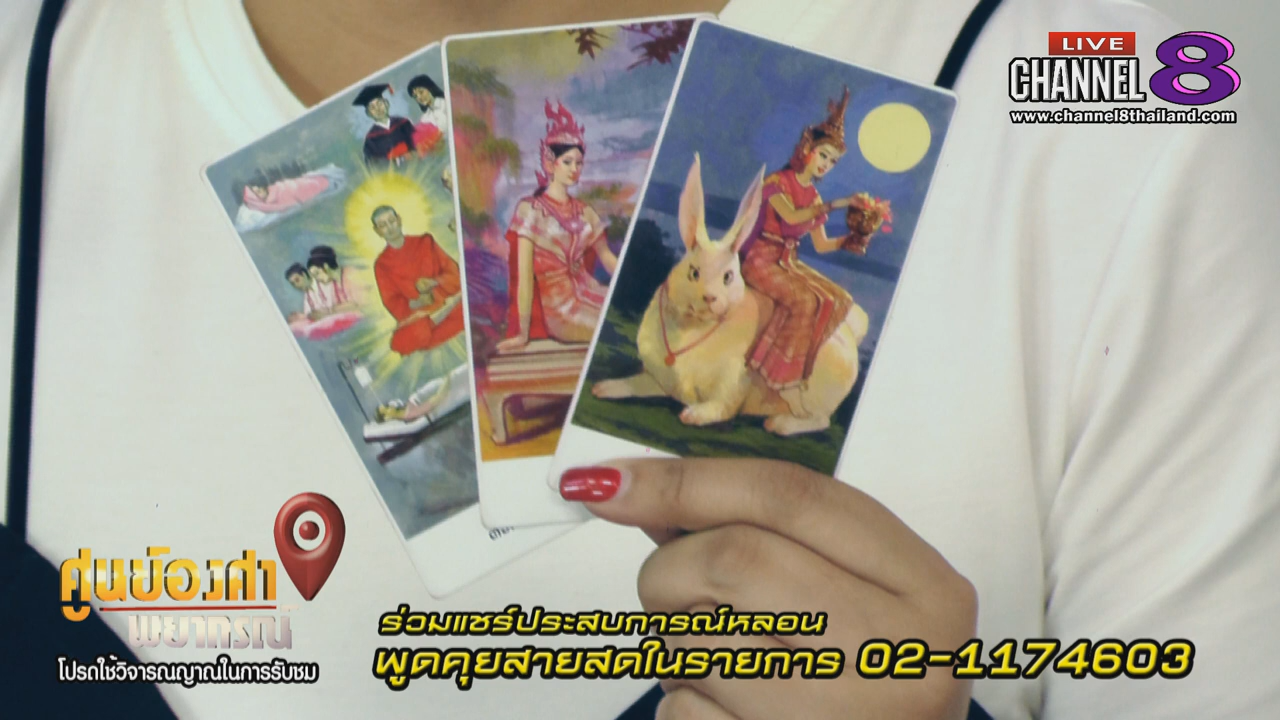 LIVE
CHANNEL 8
www.channel8thailand.com
ศูนย์องศา
พยากรณ์
โปรดใช้วิจารณญาณในการรับชม
ร่วมแชร์ประสบการณ์หลอน
พูดคุยสายสดในรายการ 02-1174603